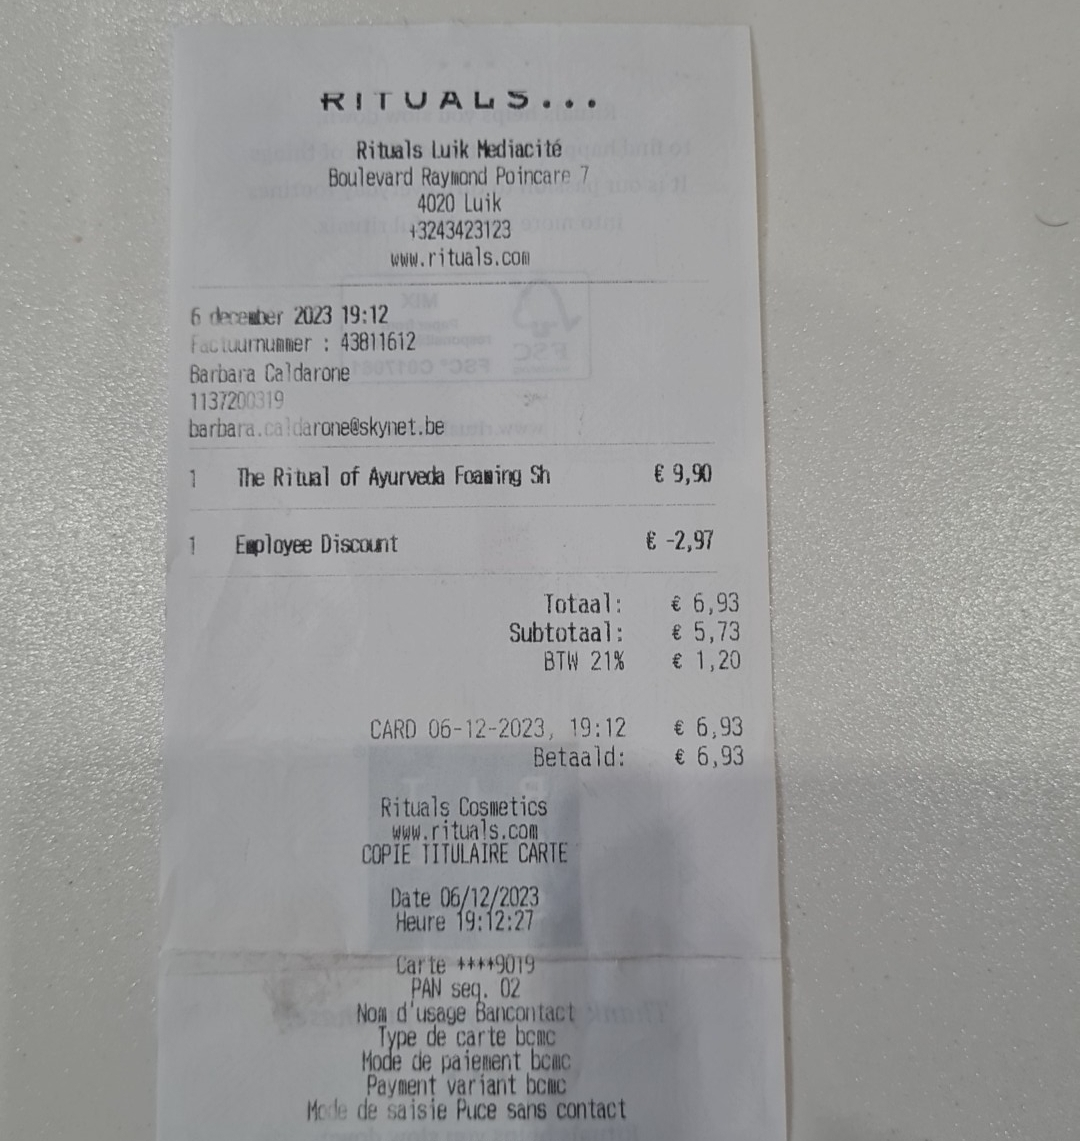 RITUALS...
Rituals Luik Mediacité
Boulevard Raymond Poincare 7
4020 Luik
+3243423123
www.rituals.com
6 december 2023 19:12
Factuurnummer : 43811612
Barbara Caldarone
1137200319
barbara.caldarone@skynet.be
1 The Ritual of Ayurveda Foaming Sh € 9,90
1 Employee Discount € -2,97
Totaal: € 6,93
Subtotaal: € 5,73
BTW 21% € 1,20
CARD 06-12-2023, 19:12 € 6,93
Betaald: € 6,93
Rituals Cosmetics
www.rituals.com
COPIE TITULAIRE CARTE
Date 06/12/2023
Heure 19:12:27
Carte ****9019
PAN seq. 02
Nom d'usage Bancontact
Type de carte bcmc
Mode de paiement bcmc
Payment variant bcmc
Mode de saisie Puce sans contact